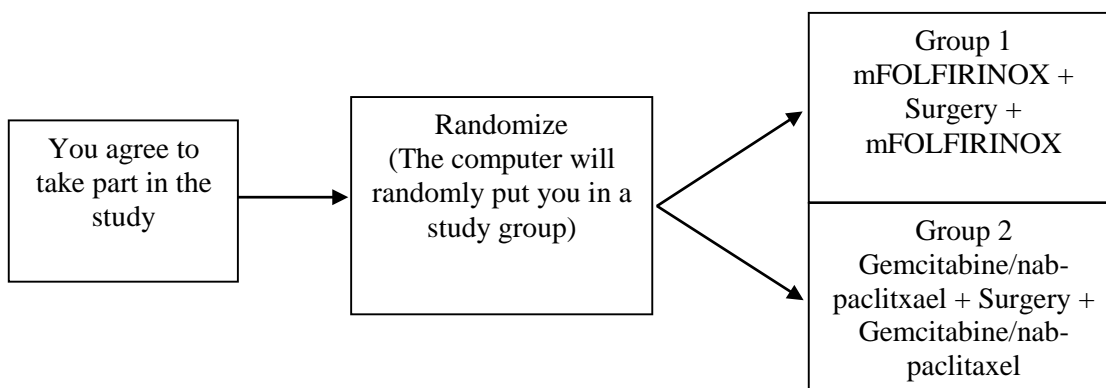 You agree to
take part in the
study
Randomize
(The computer will
randomly put you in a
study group)
Group 1
mFOLFIRINOX +
Surgery +
mFOLFIRINOX
Group 2
Gemcitabine/nab-
paclitxael + Surgery +
Gemcitabine/nab-
paclitaxel